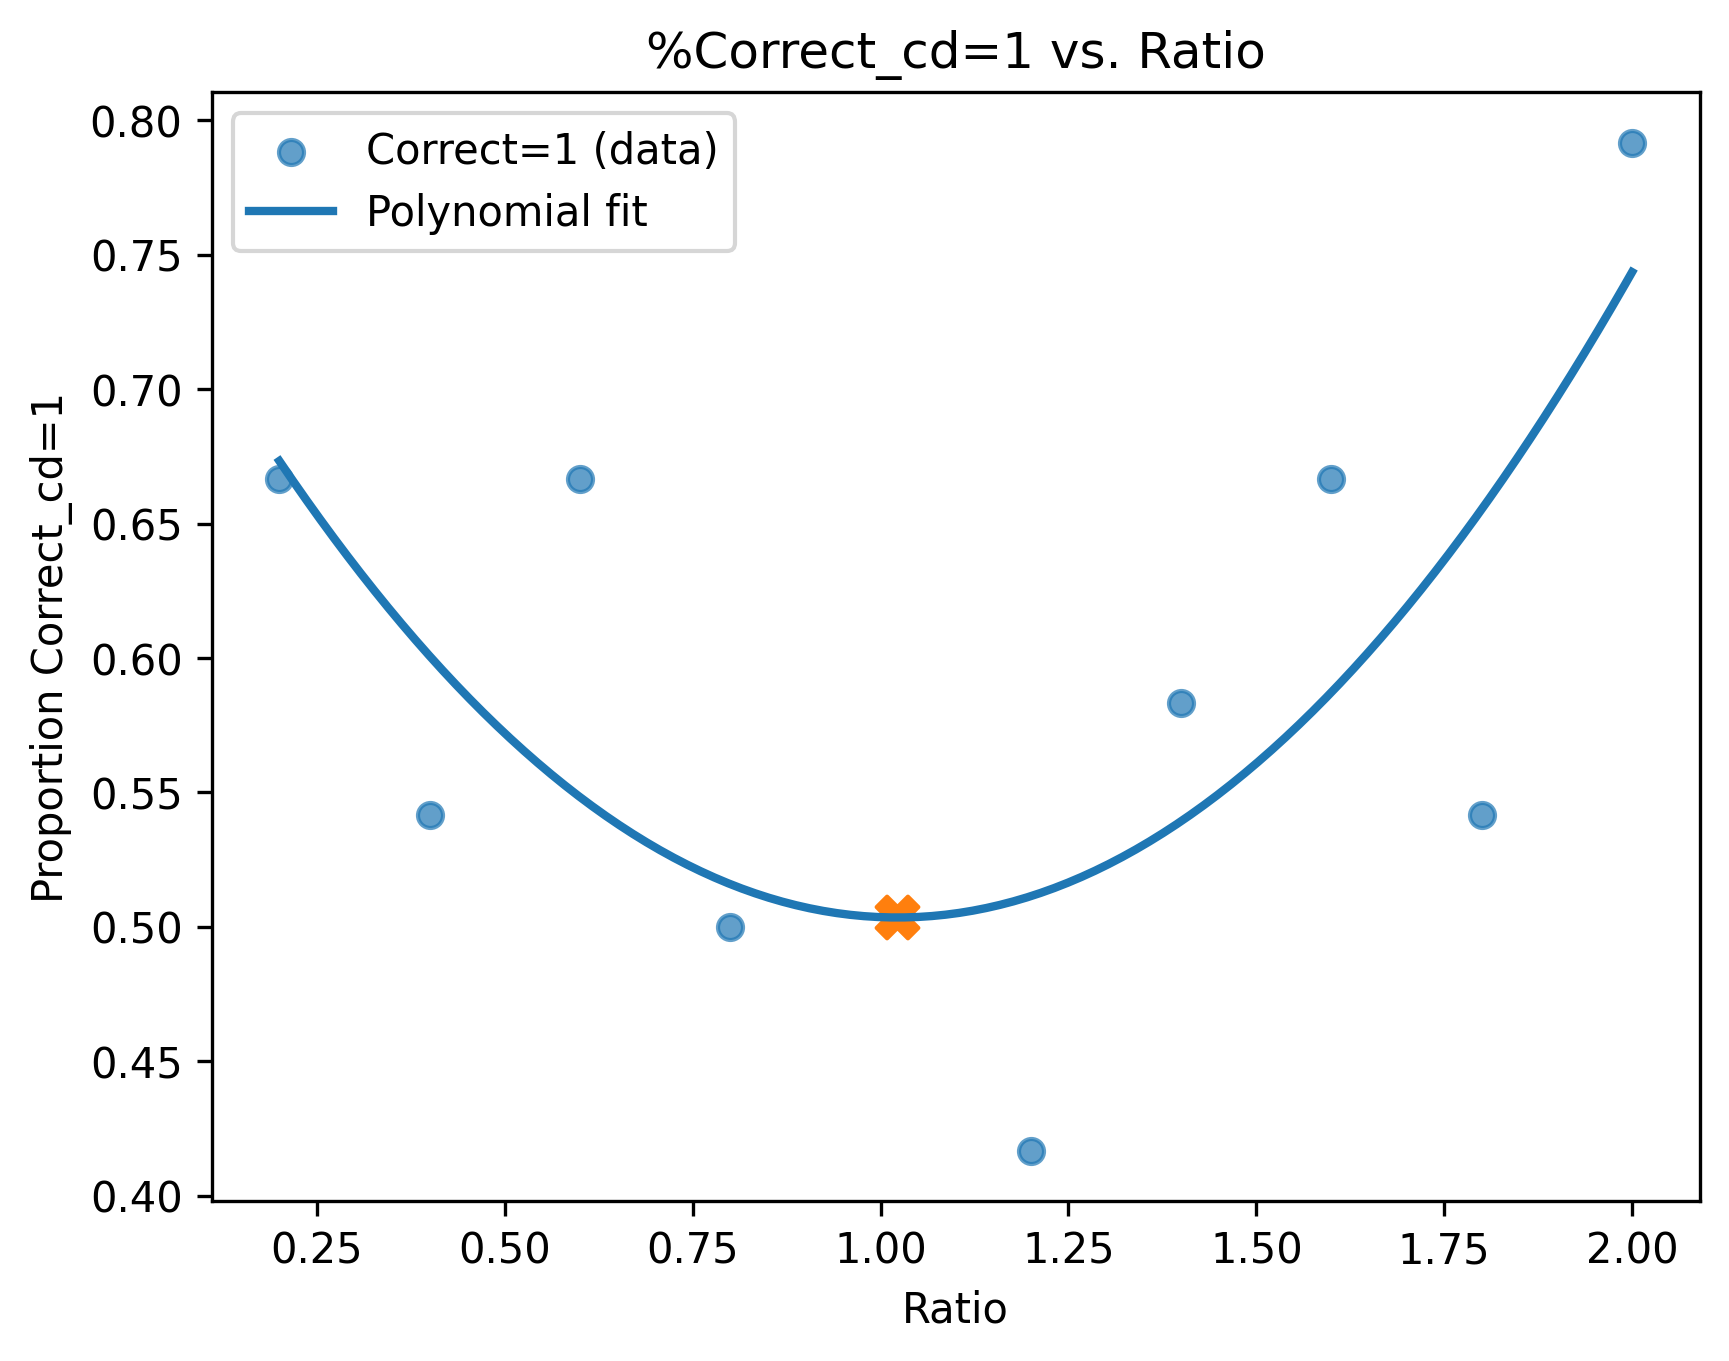 %Correct_cd=1 vs. Ratio
Correct=1 (data)
Polynomial fit
0.80
0.75
0.70
0.65
0.60
0.55
0.50
0.45
0.40
Proportion Correct_cd=1
0.25 0.50 0.75 1.00 1.25 1.50 1.75 2.00
Ratio